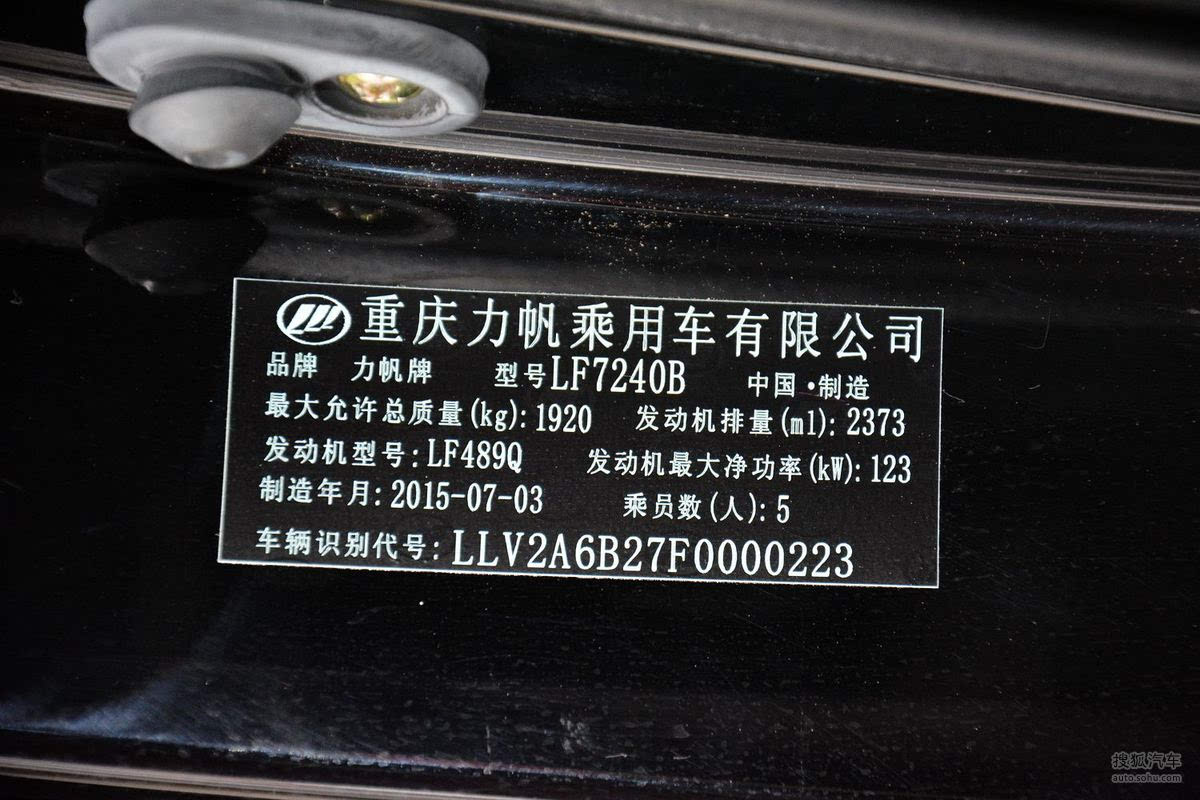 重庆力帆乘用车有限公司
品牌 力帆牌 型号LF7240B 中国·制造
最大允许总质量(kg):1920 发动机排量(ml):2373
发动机型号:LF489Q 发动机最大净功率(kW):123
制造年月:2015-07-03 乘员数(人):5
车辆识别代号:LLV2A6B27F0000223
搜狐汽车
auto.sohu.com